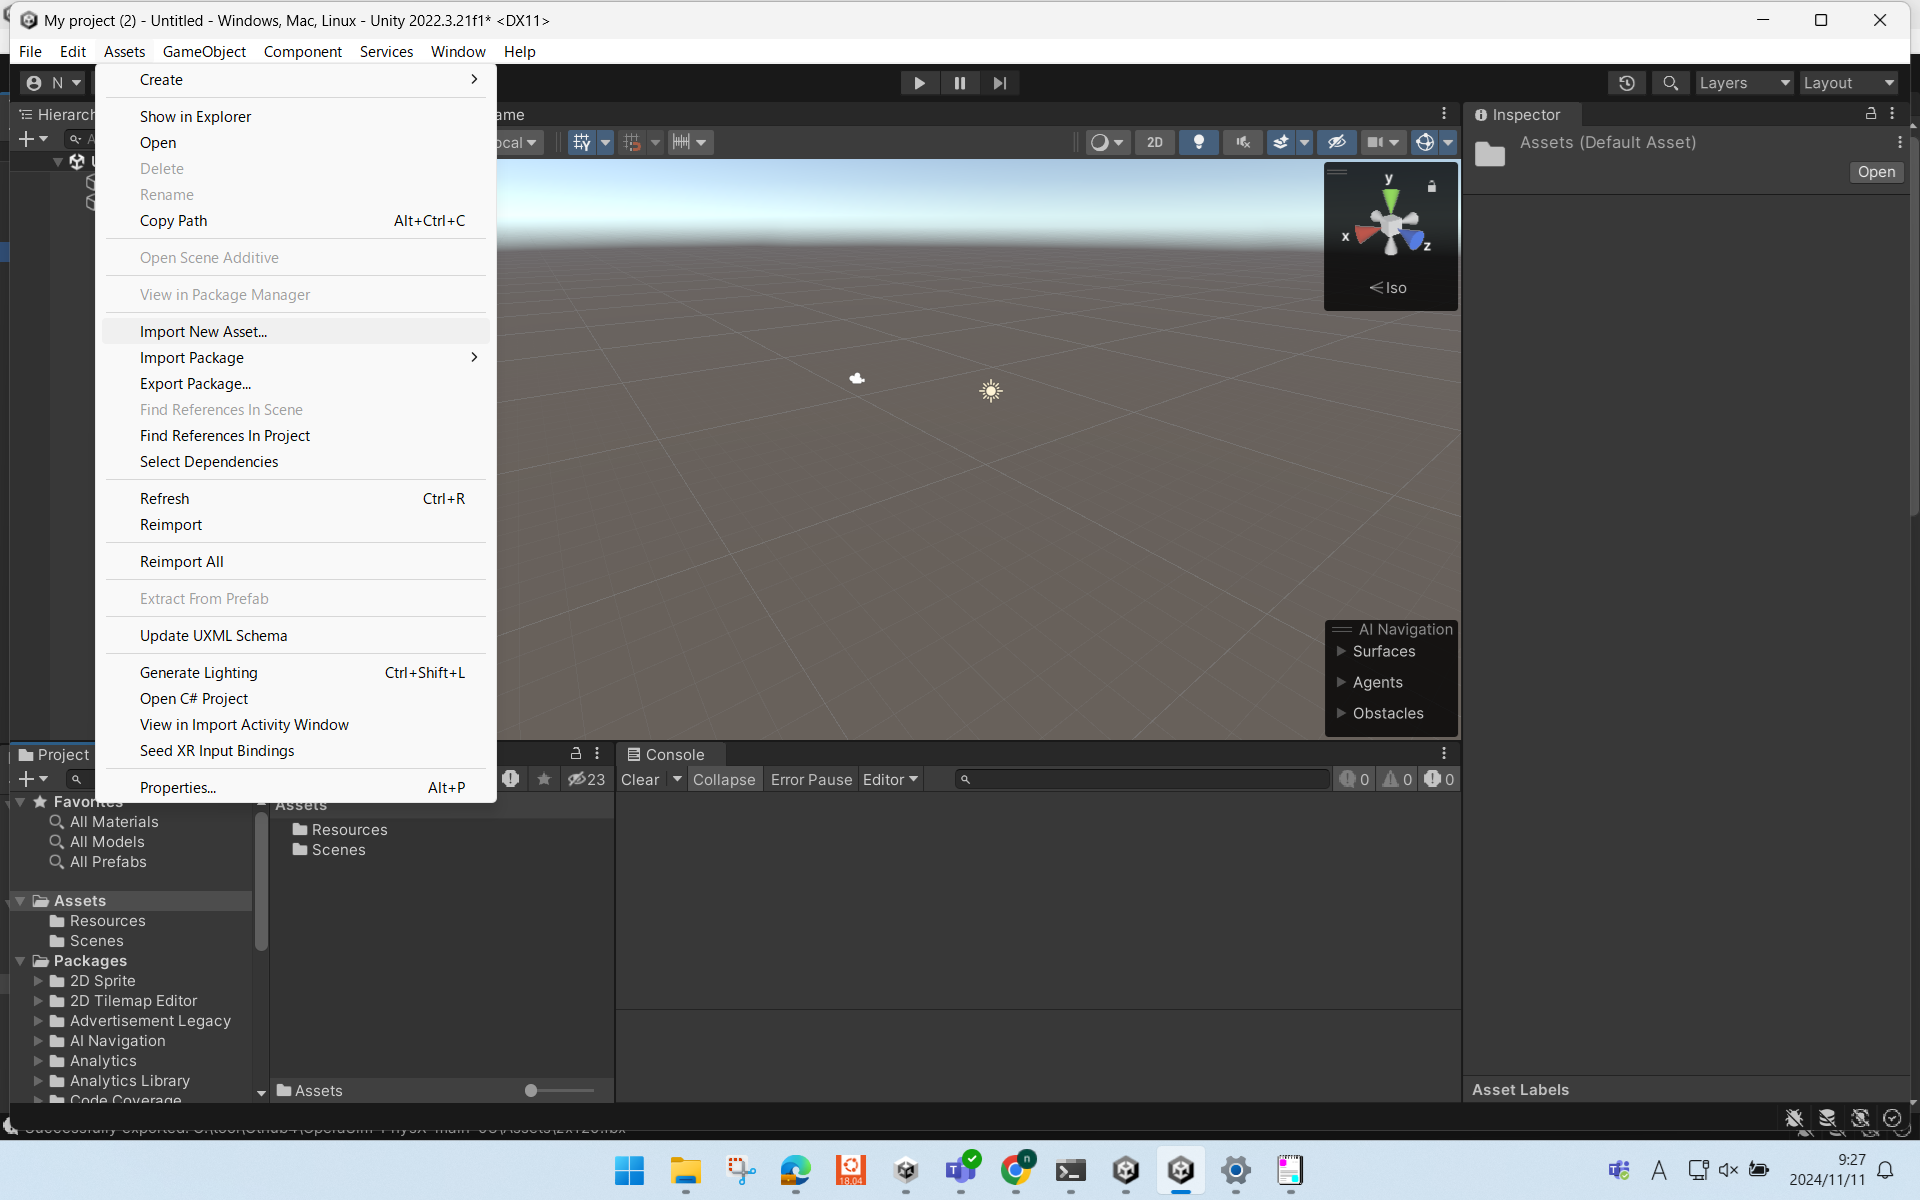 My project (2) - Untitled - Windows, Mac, Linux - Unity 2022.3.21f1* <DX11>
File Edit Assets GameObject Component Services Window Help
N
Layers
Layout
Create
Show in Explorer
Open
Delete
Rename
Copy Path Alt+Ctrl+C
Open Scene Additive
View in Package Manager
Import New Asset...
Import Package
Export Package...
Find References In Scene
Find References In Project
Select Dependencies
Refresh Ctrl+R
Reimport
Reimport All
Extract From Prefab
Update UXML Schema
Generate Lighting Ctrl+Shift+L
Open C# Project
View in Import Activity Window
Seed XR Input Bindings
Properties... Alt+P
Hierarch
ame
ocal
2D
y
x
z
Iso
AI Navigation
Surfaces
Agents
Obstacles
Inspector
Assets (Default Asset)
Open
Asset Labels
Project
23
Favorites
All Materials
All Models
All Prefabs
Assets
Resources
Scenes
Packages
2D Sprite
2D Tilemap Editor
Advertisement Legacy
AI Navigation
Analytics
Analytics Library
Code Coverage
Assets
Resources
Scenes
Assets
Console
Clear Collapse Error Pause Editor
0 0 0
18.04
n
A
9:27
2024/11/11